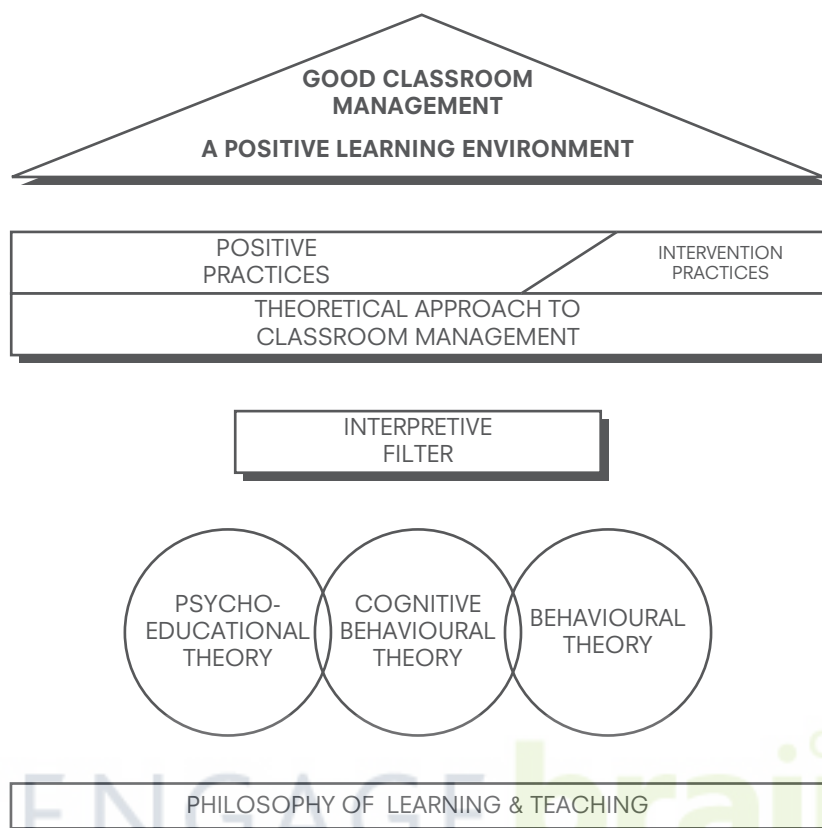 GOOD CLASSROOM
MANAGEMENT
A POSITIVE LEARNING ENVIRONMENT
POSITIVE
PRACTICES
INTERVENTION
PRACTICES
THEORETICAL APPROACH TO
CLASSROOM MANAGEMENT
INTERPRETIVE
FILTER
PSYCHO-
EDUCATIONAL
THEORY
COGNITIVE
BEHAVIOURAL
THEORY
BEHAVIOURAL
THEORY
ENGAGEbrain
PHILOSOPHY OF LEARNING & TEACHING